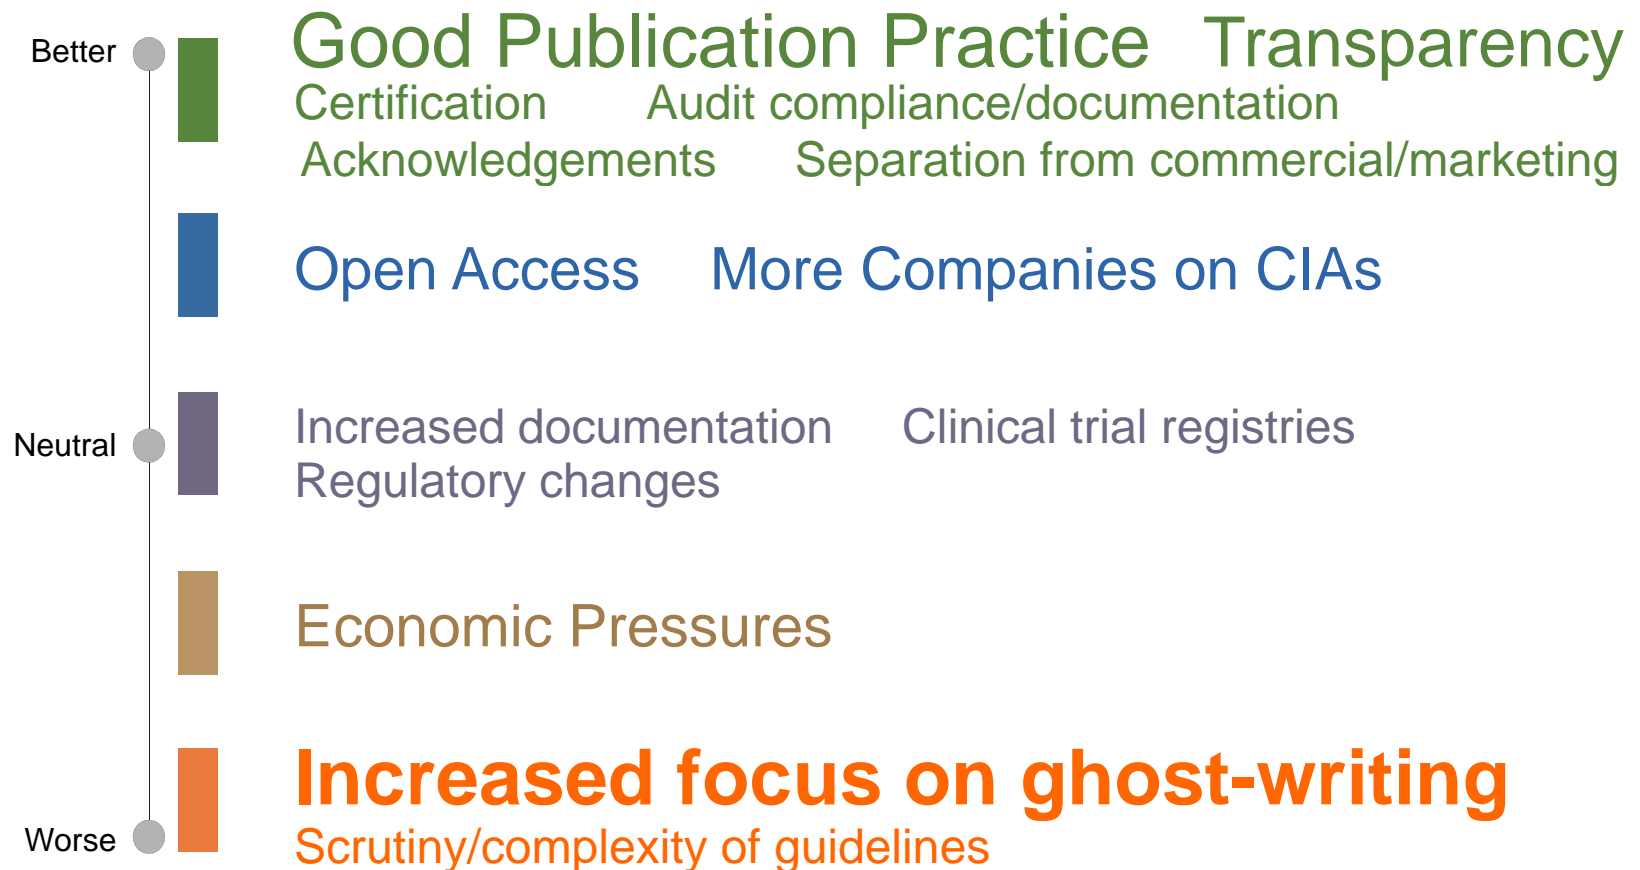 Better
Good Publication Practice Transparency
Certification Audit compliance/documentation
Acknowledgements Separation from commercial/marketing
Open Access More Companies on CIAs
Neutral
Increased documentation Clinical trial registries
Regulatory changes
Economic Pressures
Increased focus on ghost-writing
Worse
Scrutiny/complexity of guidelines